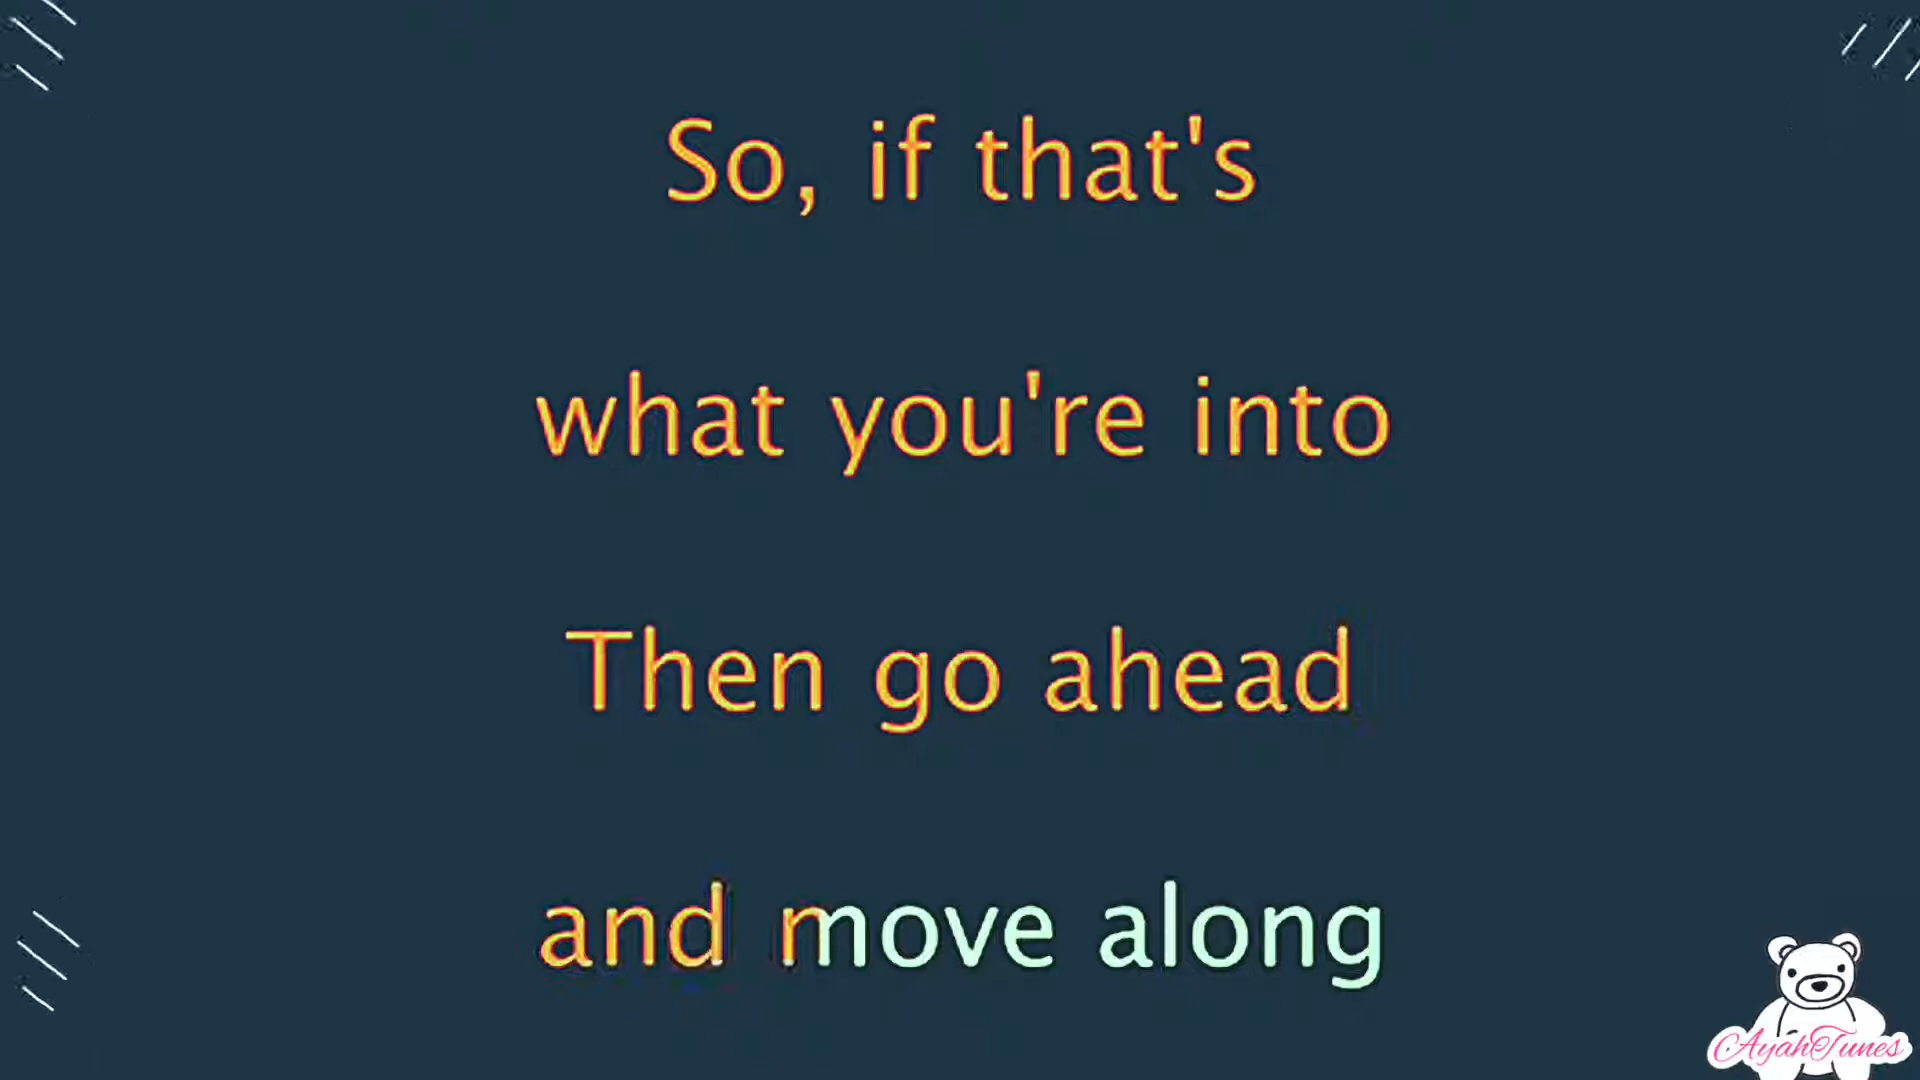 So, if that's
what you're into
Then go ahead
and move along
AyahTunes